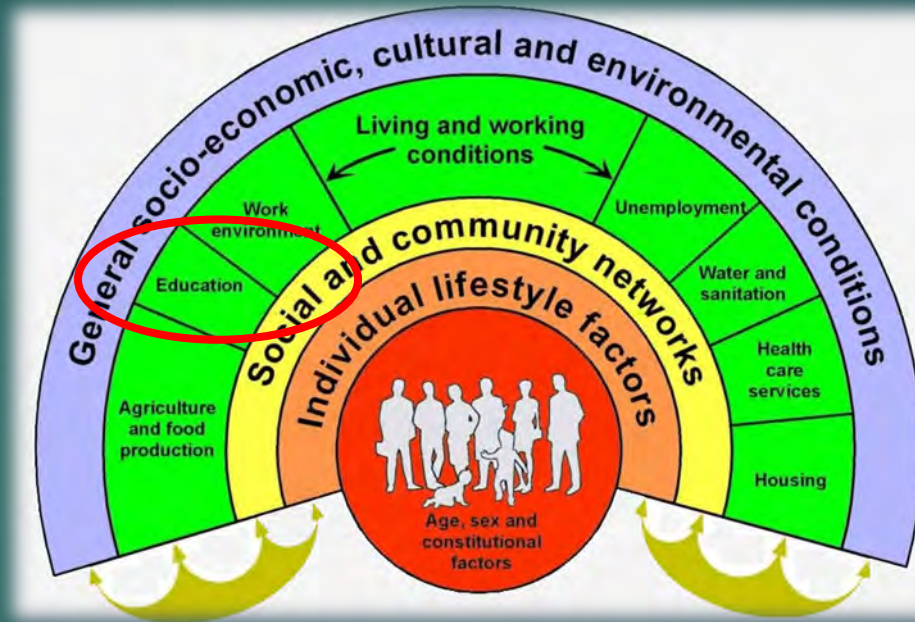 General socio-economic, cultural and environmental conditions
Living and working
conditions
Work
environment
Unemployment
Education
Water and
sanitation
Social and community networks
Individual lifestyle factors
Agriculture
and food
production
Health
care
services
Housing
Age, sex and
constitutional
factors